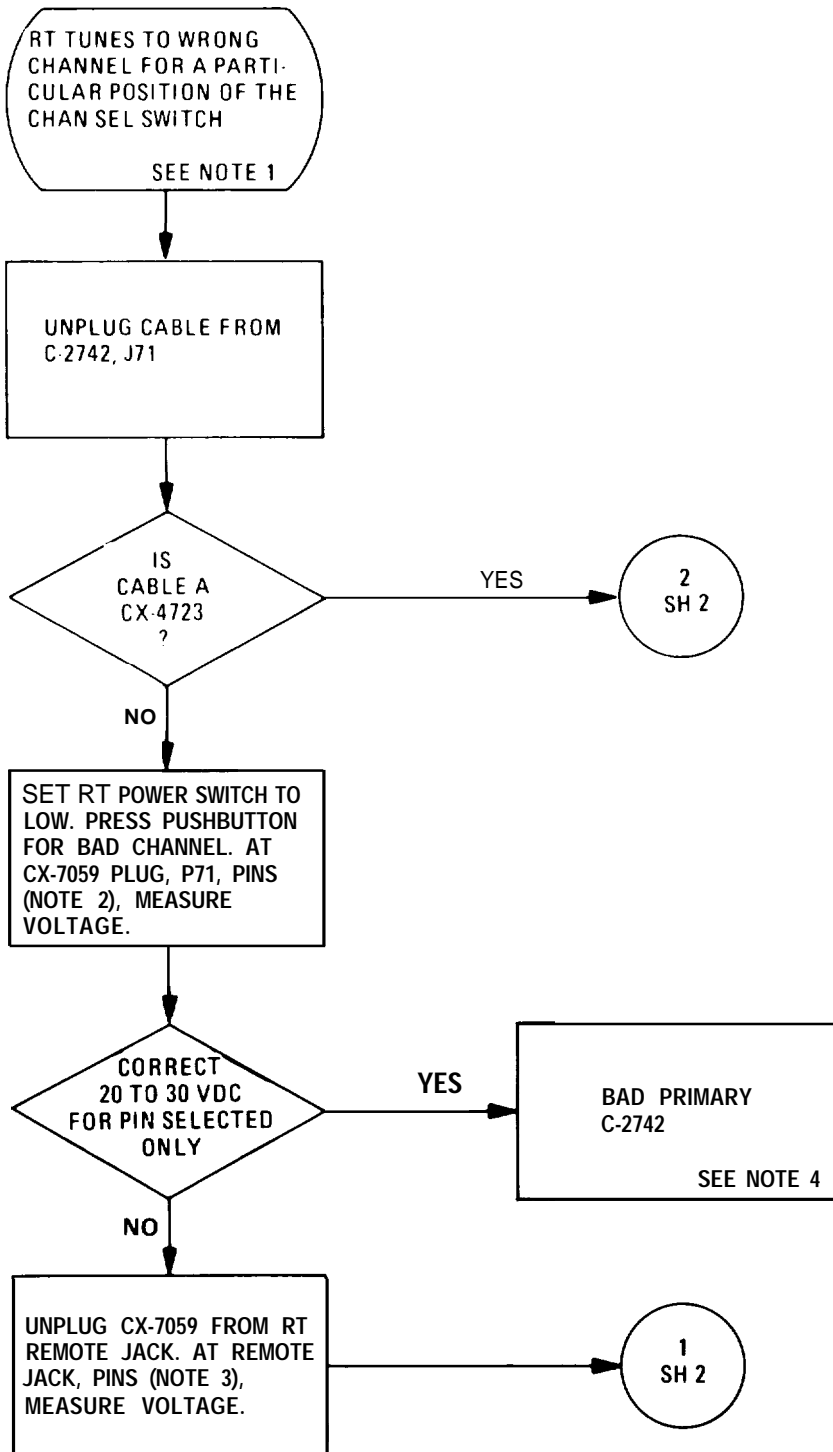 RT TUNES TO WRONG
CHANNEL FOR A PARTI-
CULAR POSITION OF THE
CHAN SEL SWITCH
SEE NOTE 1
UNPLUG CABLE FROM
C-2742, J71
IS
CABLE A
CX-4723
?
YES
2
SH 2
NO
SET RT POWER SWITCH TO
LOW. PRESS PUSHBUTTON
FOR BAD CHANNEL. AT
CX-7059 PLUG, P71, PINS
(NOTE 2), MEASURE
VOLTAGE.
CORRECT
20 TO 30 VDC
FOR PIN SELECTED
ONLY
YES
BAD PRIMARY
C-2742
SEE NOTE 4
NO
UNPLUG CX-7059 FROM RT
REMOTE JACK. AT REMOTE
JACK, PINS (NOTE 3),
MEASURE VOLTAGE.
1
SH 2